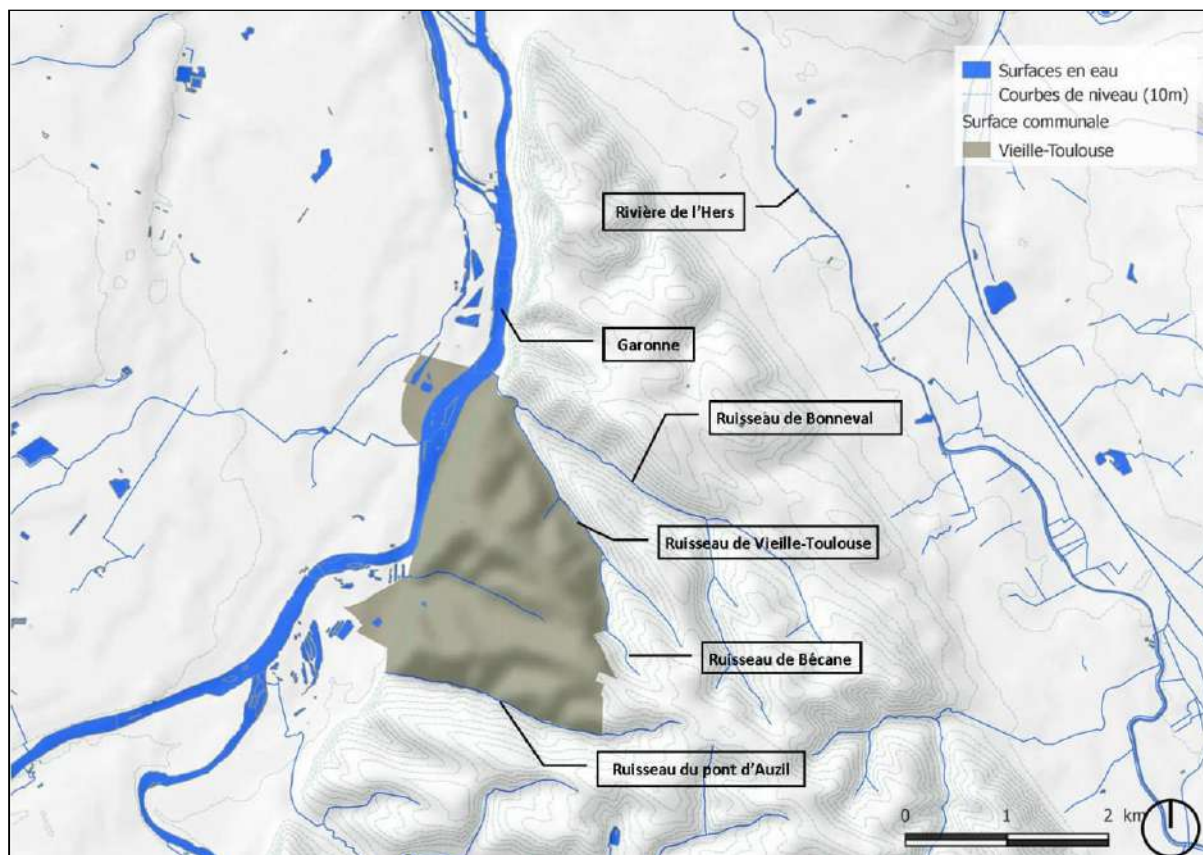 Surfaces en eau
Courbes de niveau (10m)
Surface communale
Vieille-Toulouse
Rivière de l'Hers
Garonne
Ruisseau de Bonneval
Ruisseau de Vieille-Toulouse
Ruisseau de Bécane
Ruisseau du pont d'Auzil
0 1 2 km